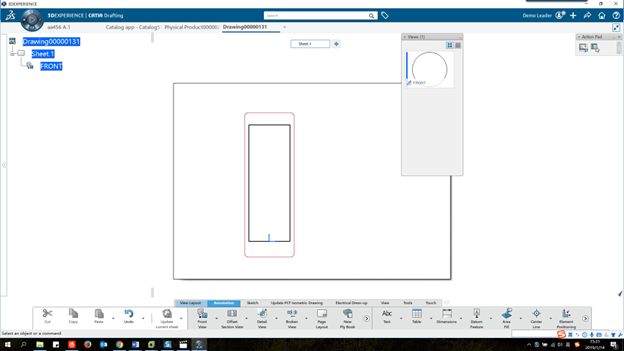 3DEXPERIENCE | CATIA Drafting
Search
Demo Leader
aa456 A.1
Catalog app - Catalog5
Physical Product000002
Drawing00000131
Drawing00000131
Sheet.1
FRONT
Sheet.1
Views (1)
FRONT
Action Pad
View Layout
Annotation
Sketch
Update PCP Isometric Drawing
Electrical Dress-up
View
Tools
Touch
Cut
Copy
Paste
Undo
Update current sheet
Front View
Offset Section View
Detail View
Broken View
Page Layout
New Ply Book
Text
Table
Dimensions
Datum Feature
Area Fill
Center Line
Element Positioning
Select an object or a command
15:21
2019/1/14